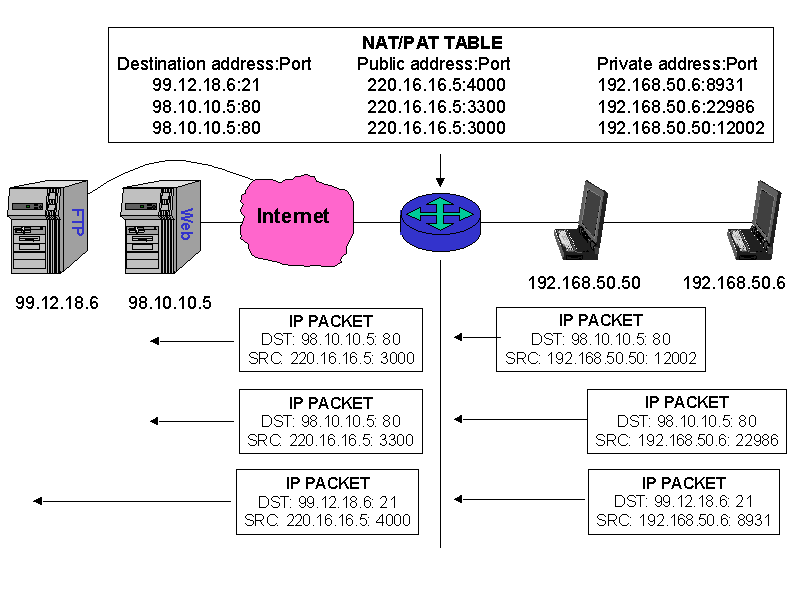 NAT/PAT TABLE
Destination address:Port Public address:Port Private address:Port
99.12.18.6:21 220.16.16.5:4000 192.168.50.6:8931
98.10.10.5:80 220.16.16.5:3300 192.168.50.6:22986
98.10.10.5:80 220.16.16.5:3000 192.168.50.50:12002
FTP
Web
Internet
192.168.50.50
192.168.50.6
99.12.18.6
98.10.10.5
IP PACKET
DST: 98.10.10.5: 80
SRC: 220.16.16.5: 3000
IP PACKET
DST: 98.10.10.5: 80
SRC: 192.168.50.50: 12002
IP PACKET
DST: 98.10.10.5: 80
SRC: 220.16.16.5: 3300
IP PACKET
DST: 98.10.10.5: 80
SRC: 192.168.50.6: 22986
IP PACKET
DST: 99.12.18.6: 21
SRC: 220.16.16.5: 4000
IP PACKET
DST: 99.12.18.6: 21
SRC: 192.168.50.6: 8931